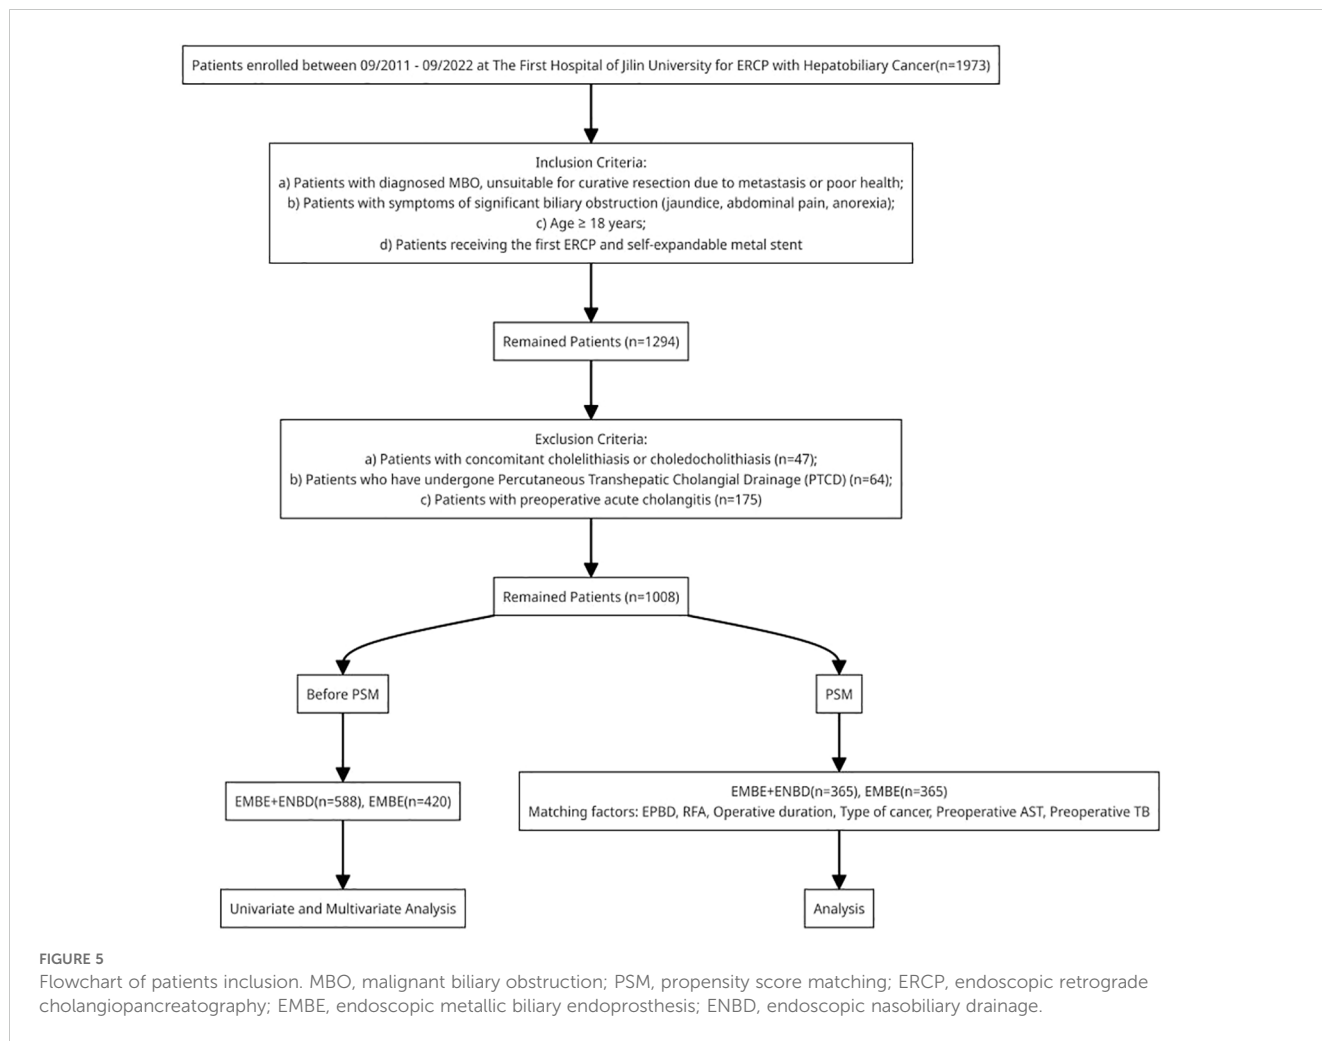 Patients enrolled between 09/2011 - 09/2022 at The First Hospital of Jilin University for ERCP with Hepatobiliary Cancer(n=1973)
Inclusion Criteria:
a) Patients with diagnosed MBO, unsuitable for curative resection due to metastasis or poor health;
b) Patients with symptoms of significant biliary obstruction (jaundice, abdominal pain, anorexia);
c) Age ≥ 18 years;
d) Patients receiving the first ERCP and self-expandable metal stent
Remained Patients (n=1294)
Exclusion Criteria:
a) Patients with concomitant cholelithiasis or choledocholithiasis (n=47);
b) Patients who have undergone Percutaneous Transhepatic Cholangial Drainage (PTCD) (n=64);
c) Patients with preoperative acute cholangitis (n=175)
Remained Patients (n=1008)
Before PSM
PSM
EMBE+ENBD(n=588), EMBE(n=420)
EMBE+ENBD(n=365), EMBE(n=365)
Matching factors: EPBD, RFA, Operative duration, Type of cancer, Preoperative AST, Preoperative TB
Univariate and Multivariate Analysis
Analysis
FIGURE 5
Flowchart of patients inclusion. MBO, malignant biliary obstruction; PSM, propensity score matching; ERCP, endoscopic retrograde
cholangiopancreatography; EMBE, endoscopic metallic biliary endoprosthesis; ENBD, endoscopic nasobiliary drainage.